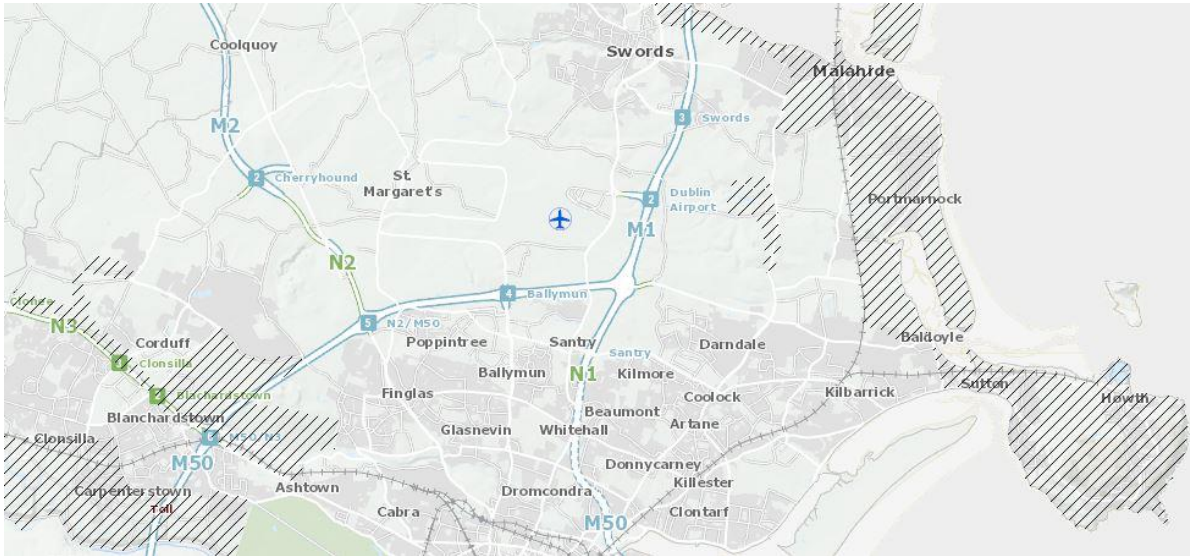 Coolquoy
Swords
Malahide
M2
3
Swords
2
Cherryhound
St.
Margaret's
2
Dublin
Airport
Portmarnock
M1
N2
Clonee
4
Ballymun
N3
5
N2/M50
Corduff
Poppintree
Santry
Santry
Darndale
Baldoyle
Clonsilla
Ballymun
N1
Kilmore
Sutton
Blachardstown
Finglas
Coolock
Kilbarrick
Howth
Blanchardstown
Beaumont
Artane
Clonsilla
6
M50/N3
Glasnevin
Whitehall
M50
Donnycarney
Carpenterstown
Ashtown
Dromcondra
Killester
Toll
Cabra
Clontarf
M50